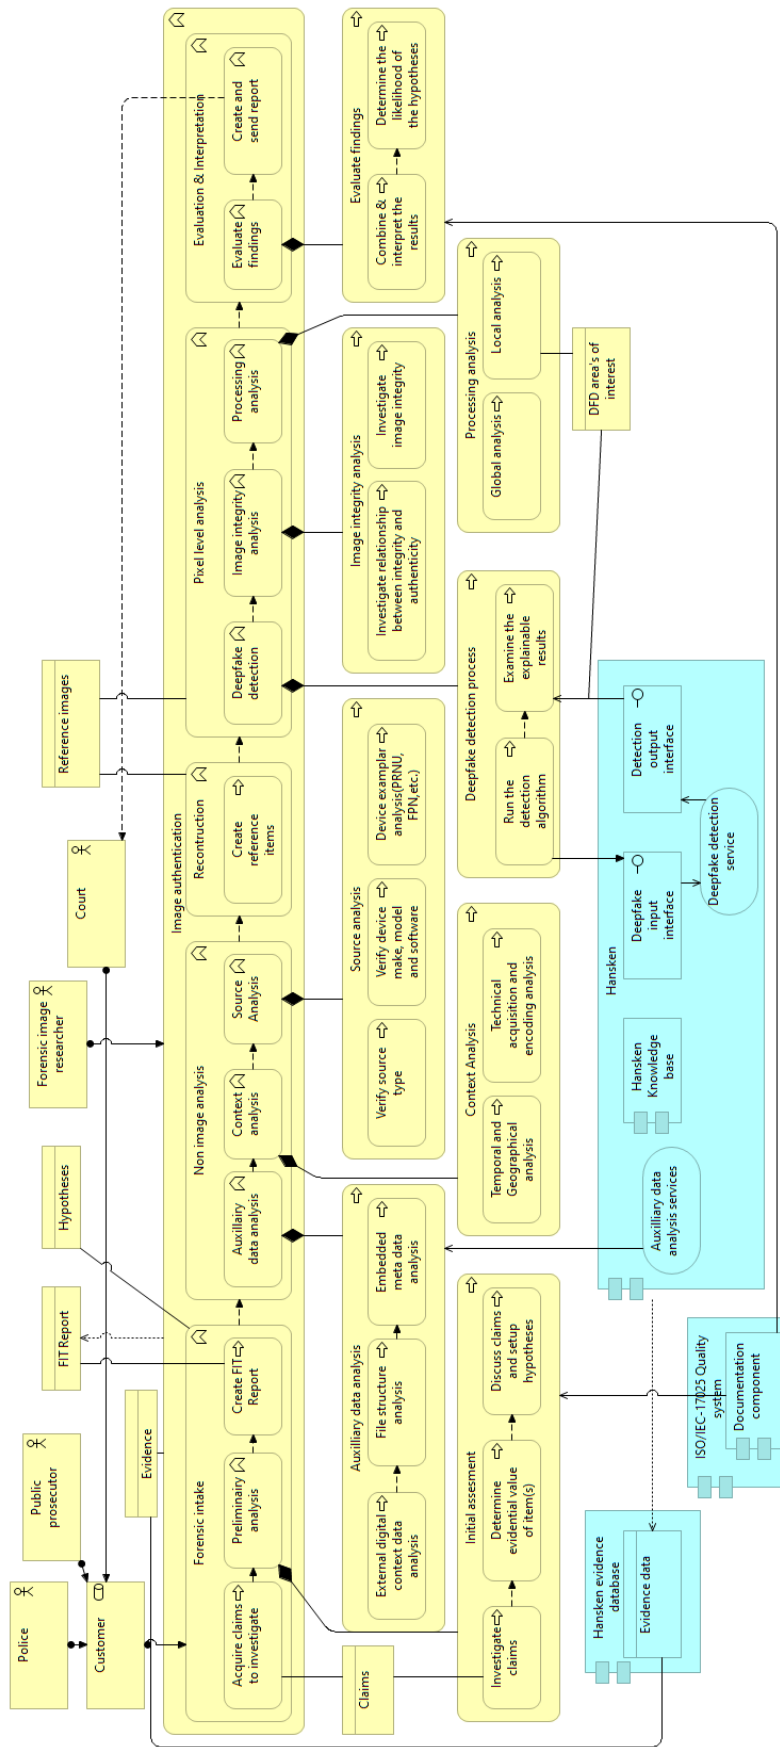 Police
Public
prosecutor
Customer
Evidence
FIT Report
Hypotheses
Forensic image
researcher
Court
Reference images
Image authentication
Forensic intake
Acquire claims
to investigate
Preliminairy
analysis
Create FIT
Report
Non image analysis
Auxillairy
data analysis
Context
analysis
Source
Analysis
Recontruction
Create
reference
items
Pixel level analysis
Deepfake
detection
Image integrity
analysis
Processing
analysis
Evaluation & Interpretation
Evaluate
findings
Create and
send report
Claims
Auxilliary data analysis
External digital
context data
analysis
File structure
analysis
Embedded
meta data
analysis
Source analysis
Verify source
type
Verify device
make, model
and software
Device examplar
analysis(PRNU,
FPN,etc.)
Image integrity analysis
Investigate relationship
between integrity and
authenticity
Investigate
image integrity
Evaluate findings
Combine &
interpret the
results
Determine the
likelihood of
the hypotheses
Initial assesment
Investigate
claims
Determine
evidential value
of item(s)
Discuss claims
and setup
hypotheses
Context Analysis
Temporal and
Geographical
analysis
Technical
acquisition and
encoding analysis
Deepfake detection process
Run the
detection
algorithm
Examine the
explainable
results
Processing analysis
Global analysis
Local analysis
DFD area's of
interest
Hansken evidence
database
Evidence data
ISO/IEC-17025 Quality
system
Documentation
component
Hansken
Auxilliary data
analysis services
Hansken
Knowledge
base
Deepfake
input
interface
Detection
output
interface
Deepfake detection
service